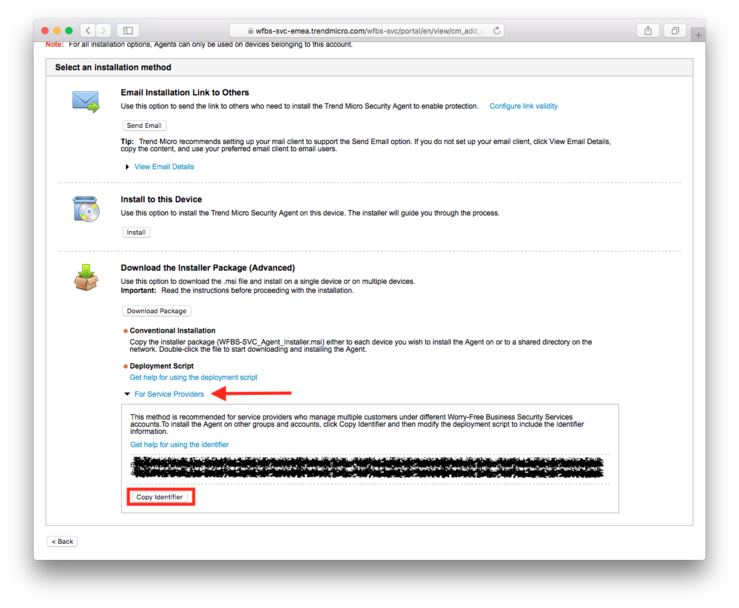 wfbs-svc-emea.trendmicro.com/wfbs-svc/portal/en/view/cm_add_
Note: For all installation options, Agents can only be used on devices belonging to this account.
Select an installation method
Email Installation Link to Others
Use this option to send the link to others who need to install the Trend Micro Security Agent to enable protection. Configure link validity
Send Email
Tip: Trend Micro recommends setting up your mail client to support the Send Email option. If you do not set up your email client, click View Email Details,
copy the content, and use your preferred email client to email users.
View Email Details
Install to this Device
Use this option to install the Trend Micro Security Agent on this device. The installer will guide you through the process.
Install
Download the Installer Package (Advanced)
Use this option to download the .msi file and install on a single device or on multiple devices.
Important: Read the instructions before proceeding with the installation.
Download Package
Conventional Installation
Copy the installer package (WFBS-SVC_Agent_Installer.msi) either to each device you wish to install the Agent on or to a shared directory on the
network. Double-click the file to start downloading and installing the Agent.
Deployment Script
Get help for using the deployment script
For Service Providers
This method is recommended for service providers who manage multiple customers under different Worry-Free Business Security Services
accounts.To install the Agent on other groups and accounts, click Copy Identifier and then modify the deployment script to include the Identifier
information.
Get help for using the identifier
Copy Identifier
< Back